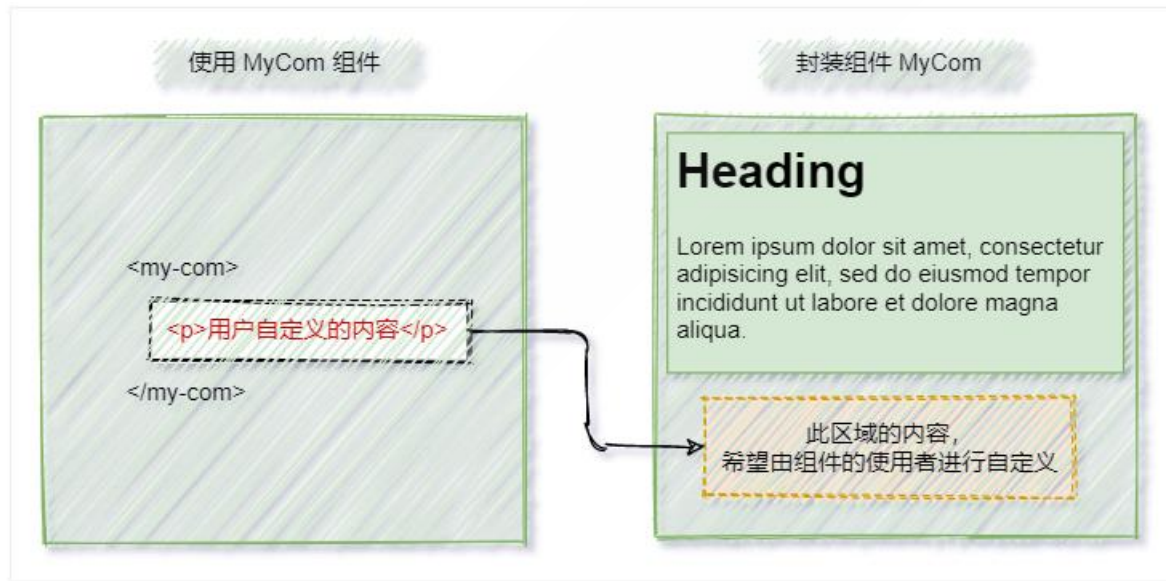 使用 MyCom 组件
<my-com>
<p>用户自定义的内容</p>
</my-com>
封装组件 MyCom
Heading
Lorem ipsum dolor sit amet, consectetur
adipisicing elit, sed do eiusmod tempor
incididunt ut labore et dolore magna
aliqua.
此区域的内容，
希望由组件的使用者进行自定义